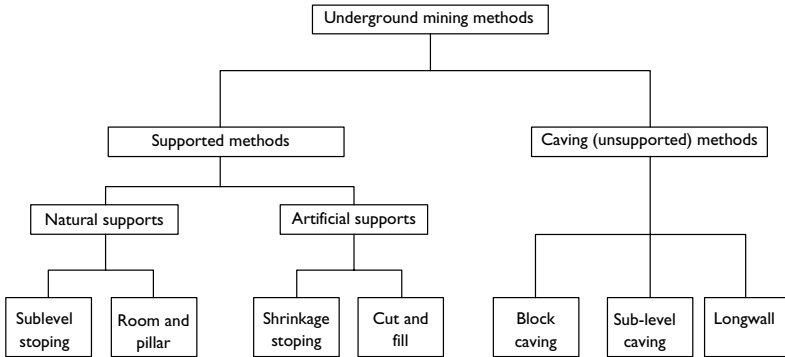 Underground mining methods
Supported methods
Caving (unsupported) methods
Natural supports
Artificial supports
Sublevel
stoping
Room and
pillar
Shrinkage
stoping
Cut and
fill
Block
caving
Sub-level
caving
Longwall